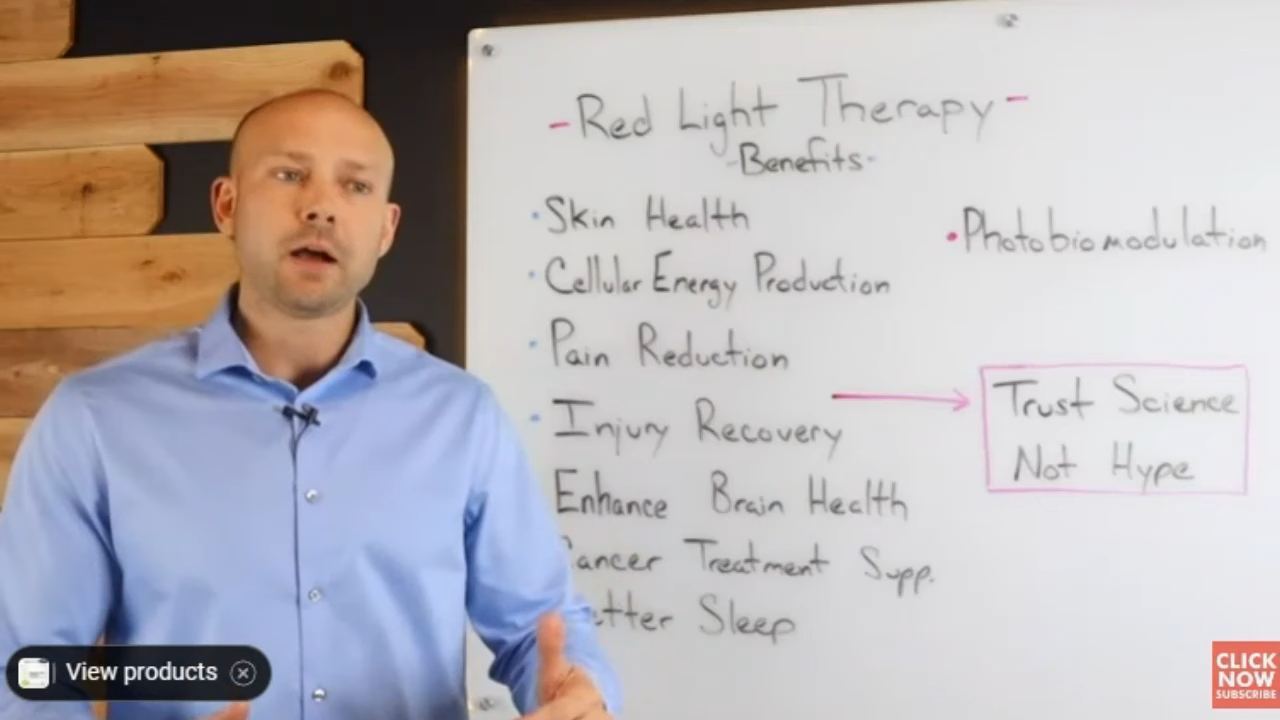 - Red Light Therapy -
- Benefits -
• Skin Health
• Cellular Energy Production
• Pain Reduction
• Injury Recovery
Enhance Brain Health
Treatment Supp.
Sleep
• Photobiomodulation
Trust Science
Not Hype
View products
CLICK
NOW
SUBSCRIBE